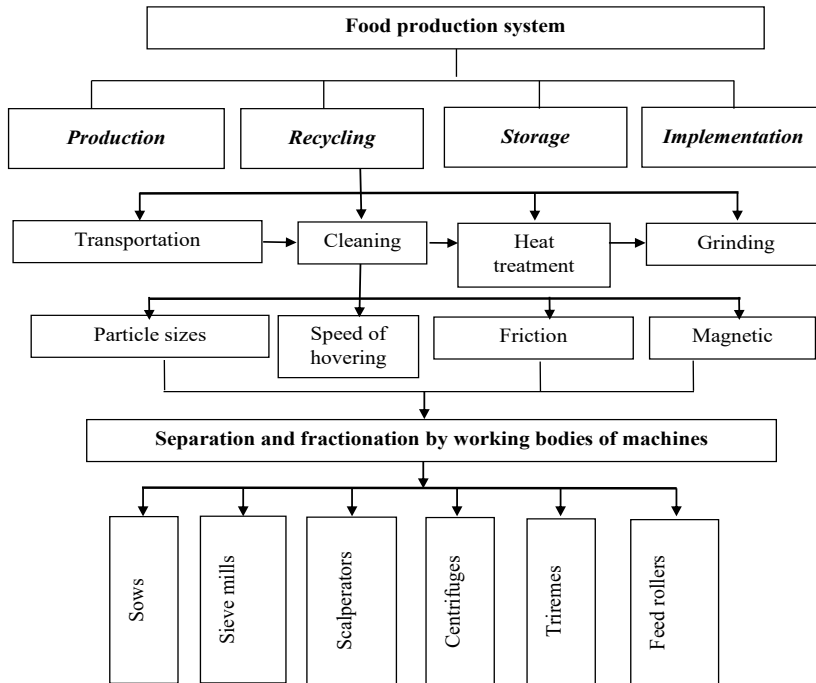 Food production system
Production
Recycling
Storage
Implementation
Transportation
Cleaning
Heat
treatment
Grinding
Particle sizes
Speed of
hovering
Friction
Magnetic
Separation and fractionation by working bodies of machines
Sows
Sieve mills
Scalperators
Centrifuges
Triremes
Feed rollers